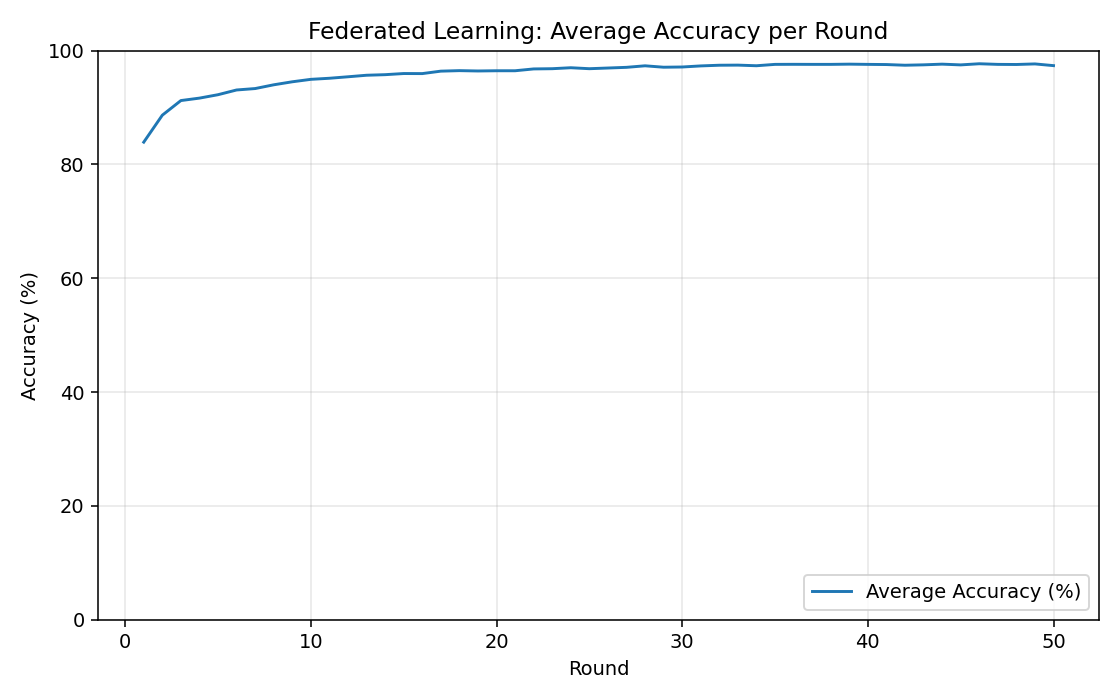 Federated Learning: Average Accuracy per Round
100
80
60
40
20
0
Accuracy (%)
Average Accuracy (%)
0 10 20 30 40 50
Round